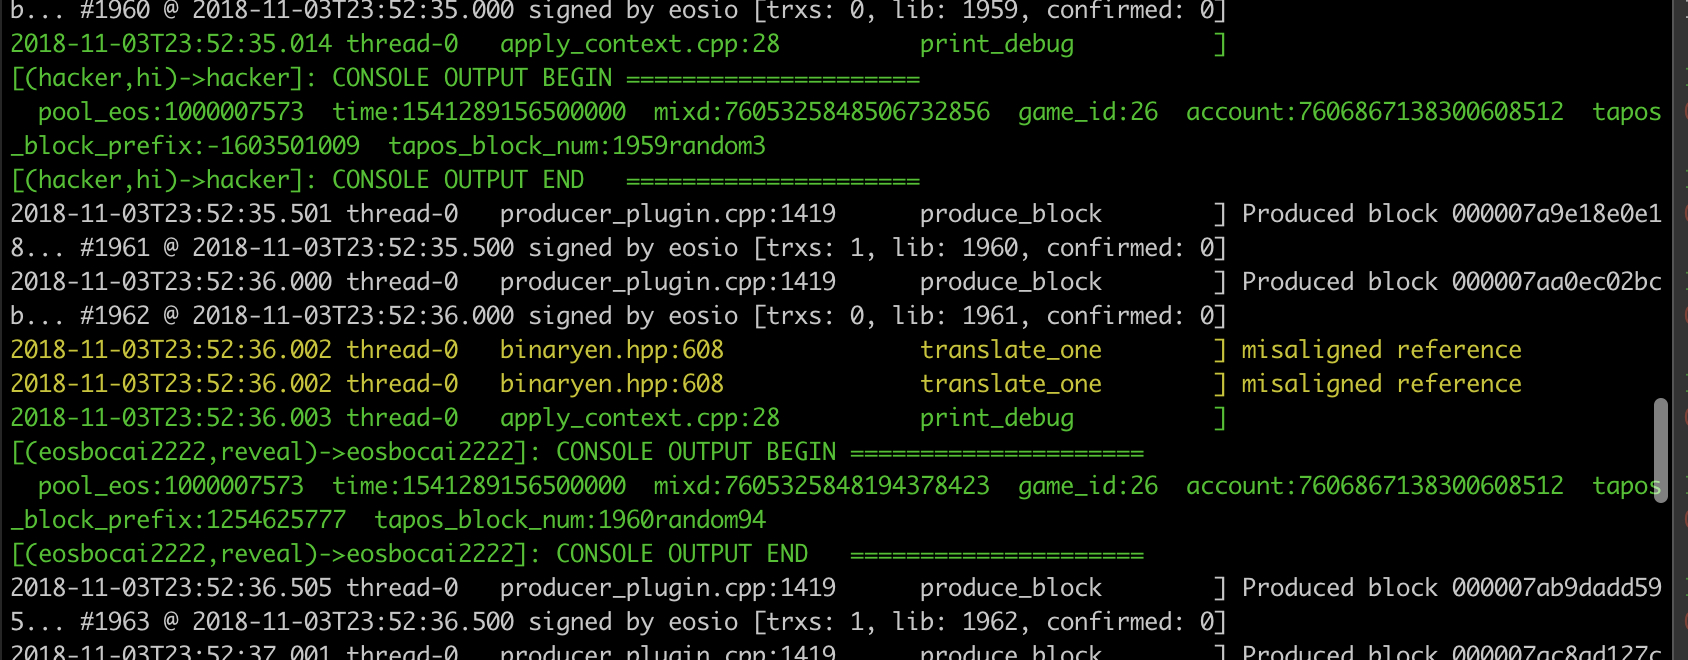 b... #1960 @ 2018-11-03T23:52:35.000 signed by eosio [trxs: 0, lib: 1959, confirmed: 0]
2018-11-03T23:52:35.014 thread-0   apply_context.cpp:28          print_debug          ]
[(hacker,hi)->hacker]: CONSOLE OUTPUT BEGIN =====================
  pool_eos:1000007573  time:1541289156500000  mixd:7605325848506732856  game_id:26  account:7606867138300608512  tapos
_block_prefix:-1603501009  tapos_block_num:1959random3
[(hacker,hi)->hacker]: CONSOLE OUTPUT END   =====================
2018-11-03T23:52:35.501 thread-0   producer_plugin.cpp:1419      produce_block        ] Produced block 000007a9e18e0e1
8... #1961 @ 2018-11-03T23:52:35.500 signed by eosio [trxs: 1, lib: 1960, confirmed: 0]
2018-11-03T23:52:36.000 thread-0   producer_plugin.cpp:1419      produce_block        ] Produced block 000007aa0ec02bc
b... #1962 @ 2018-11-03T23:52:36.000 signed by eosio [trxs: 0, lib: 1961, confirmed: 0]
2018-11-03T23:52:36.002 thread-0   binaryen.hpp:608              translate_one        ] misaligned reference
2018-11-03T23:52:36.002 thread-0   binaryen.hpp:608              translate_one        ] misaligned reference
2018-11-03T23:52:36.003 thread-0   apply_context.cpp:28          print_debug          ]
[(eosbocai2222,reveal)->eosbocai2222]: CONSOLE OUTPUT BEGIN =====================
  pool_eos:1000007573  time:1541289156500000  mixd:7605325848194378423  game_id:26  account:7606867138300608512  tapos
_block_prefix:1254625777  tapos_block_num:1960random94
[(eosbocai2222,reveal)->eosbocai2222]: CONSOLE OUTPUT END   =====================
2018-11-03T23:52:36.505 thread-0   producer_plugin.cpp:1419      produce_block        ] Produced block 000007ab9dadd59
5... #1963 @ 2018-11-03T23:52:36.500 signed by eosio [trxs: 1, lib: 1962, confirmed: 0]
2018-11-03T23:52:37.001 thread-0   producer_plugin.cpp:1419      produce_block        ] Produced block 000007ac8ad127c